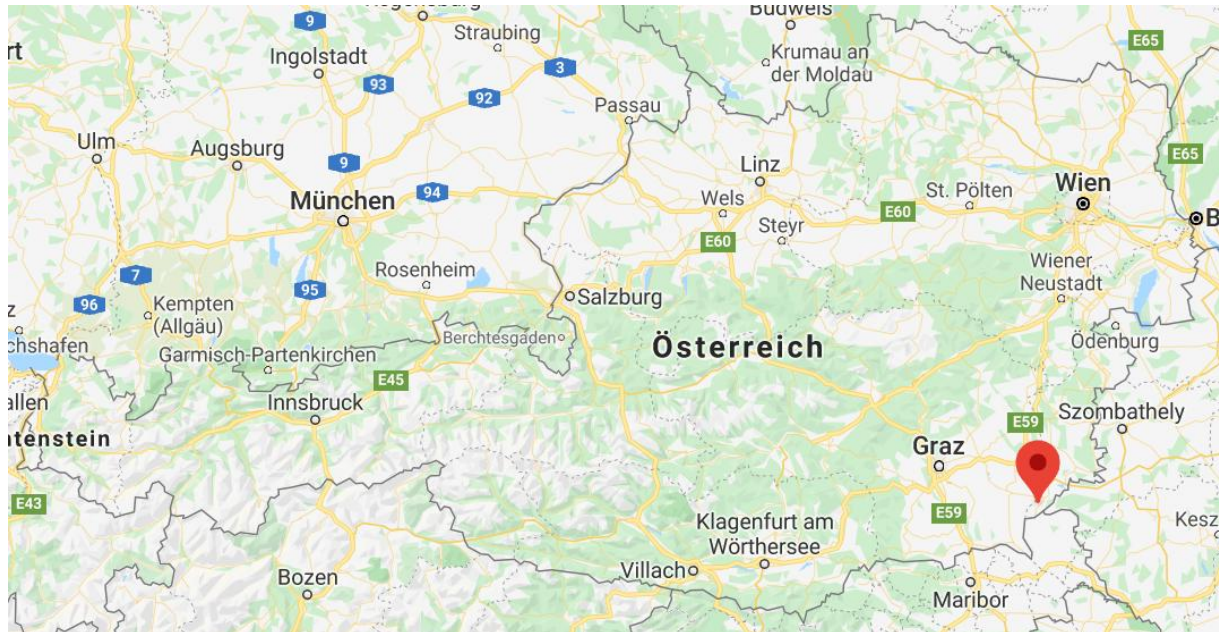 9
Regensburg
Straubing
Budweis
E65
rt
Ingolstadt
93
3
Krumau an
der Moldau
92
Passau
Ulm
Augsburg
9
E65
Linz
München
94
Wels
St. Pölten
Wien
E60
Steyr
B
E60
7
Rosenheim
Wiener
Neustadt
96
95
Kempten
(Allgäu)
Salzburg
z
chshafen
Berchtesgaden
Österreich
Ödenburg
Garmisch-Partenkirchen
E45
allen
Innsbruck
Szombathely
E59
ntenstein
Graz
E43
E59
Klagenfurt am
Wörthersee
Kesz
Villach
Bozen
Maribor